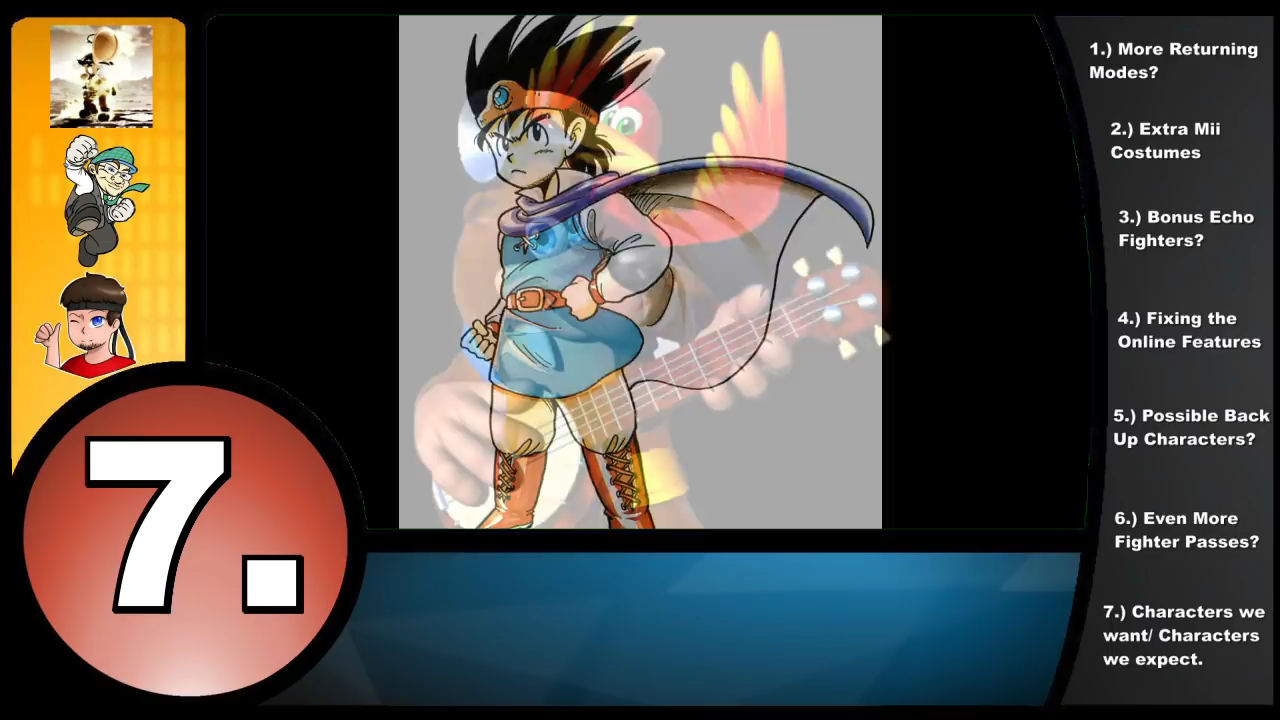 7.
1.) More Returning
Modes?
2.) Extra Mii
Costumes
3.) Bonus Echo
Fighters?
4.) Fixing the
Online Features
5.) Possible Back
Up Characters?
6.) Even More
Fighter Passes?
7.) Characters we
want/ Characters
we expect.